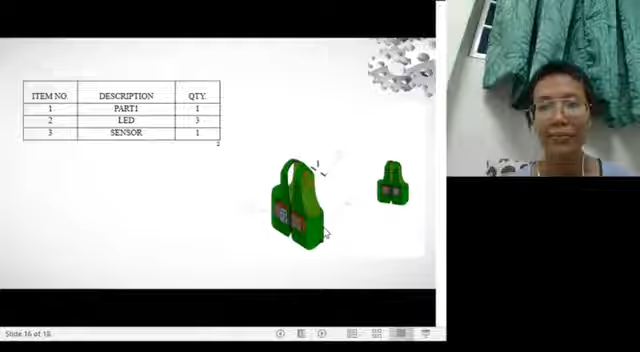 ITEM NO. DESCRIPTION QTY.
1 PART1 1
2 LED 3
3 SENSOR 1
Slide 16 of 18